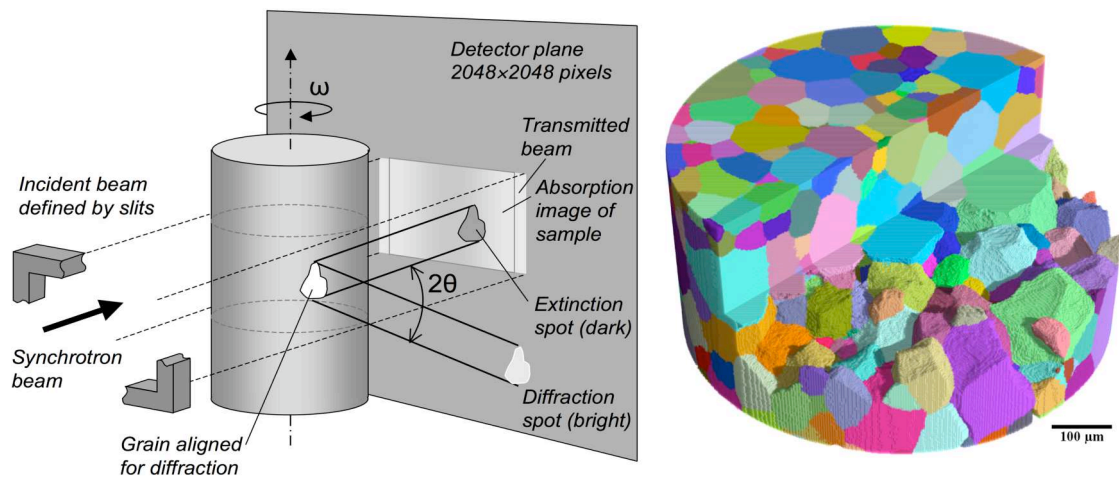 Detector plane
2048×2048 pixels
ω
Transmitted
beam
Incident beam
defined by slits
Absorption
image of
sample
2θ
Extinction
spot (dark)
Synchrotron
beam
Diffraction
spot (bright)
Grain aligned
for diffraction
100 µm